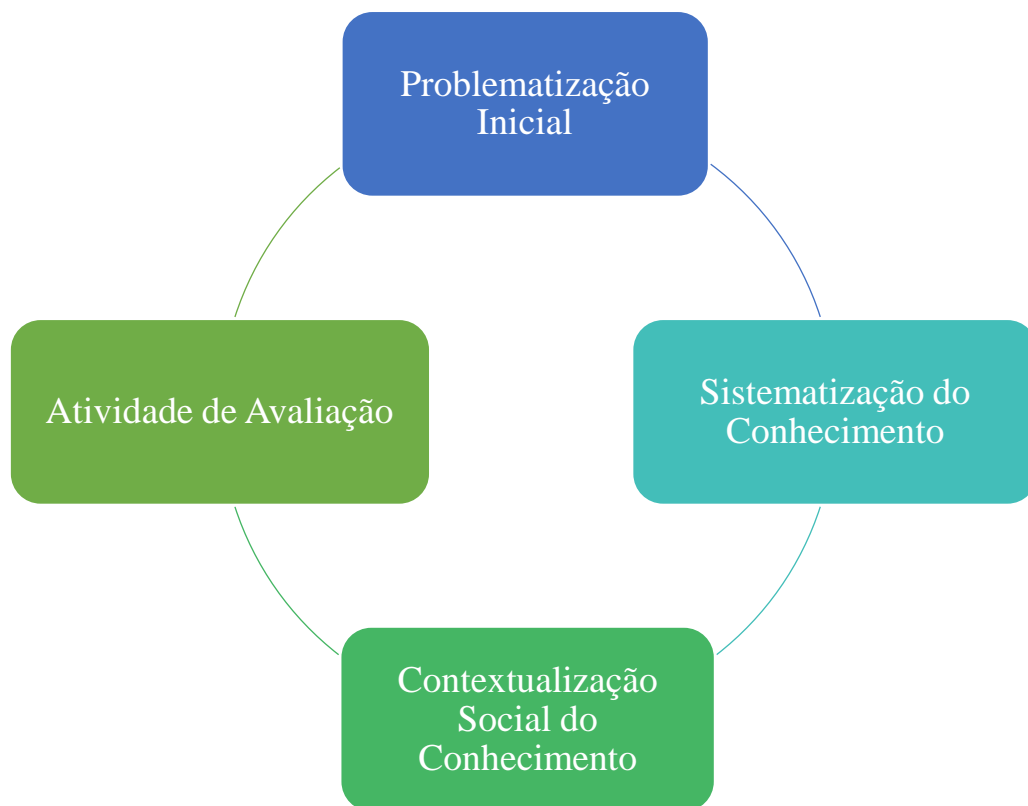 Problematização
Inicial
Atividade de Avaliação
Sistematização do
Conhecimento
Contextualização
Social do
Conhecimento